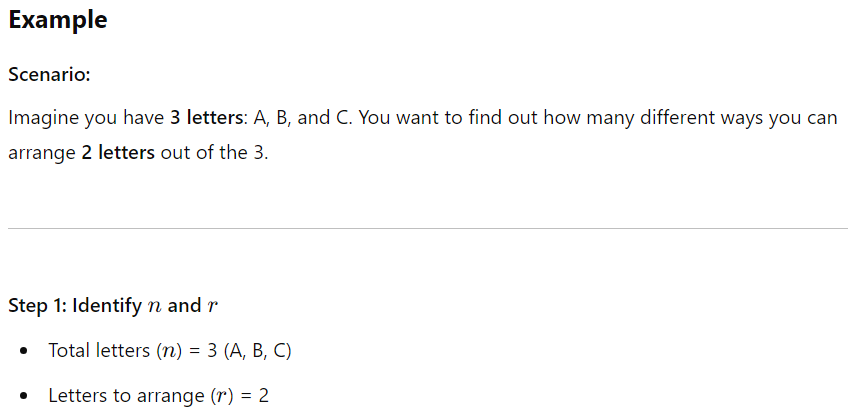 Example
Scenario:
Imagine you have 3 letters: A, B, and C. You want to find out how many different ways you can
arrange 2 letters out of the 3.
Step 1: Identify n and r
• Total letters (n) = 3 (A, B, C)
• Letters to arrange (r) = 2